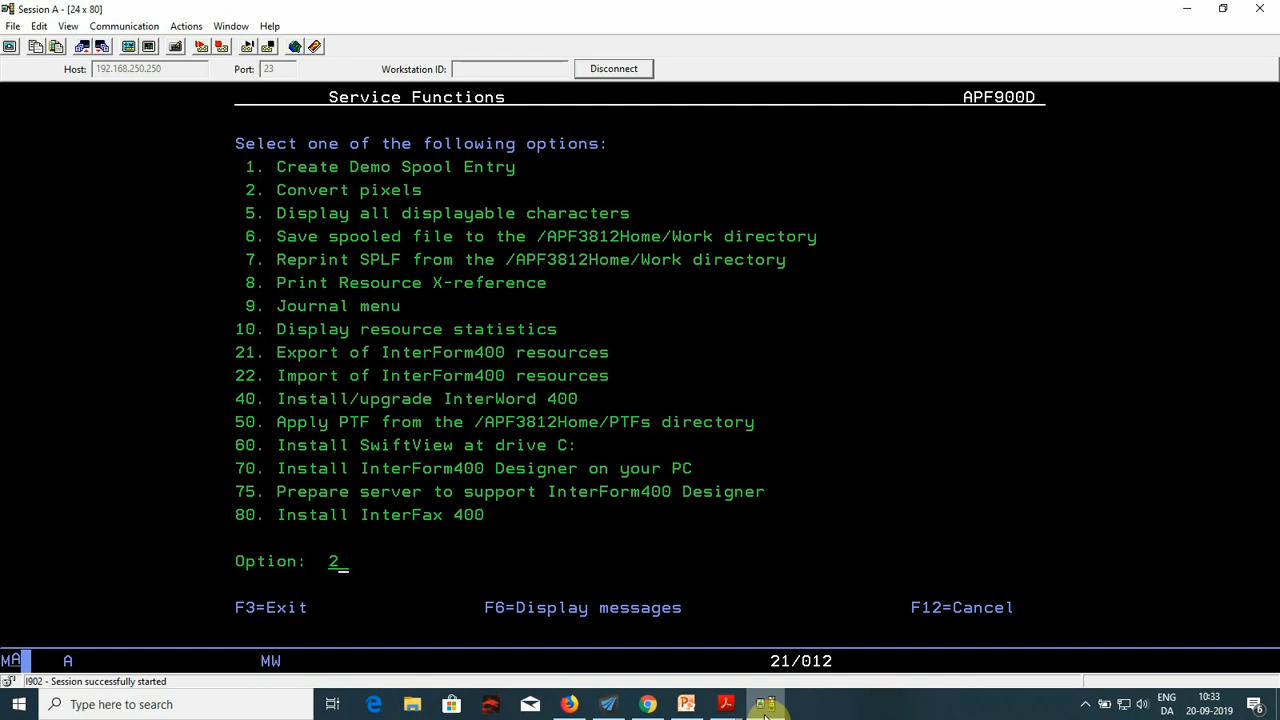 Session A - [24 x 80]
File Edit View Communication Actions Window Help
Host: 192.168.250.250 Port: 23 Workstation ID: Disconnect
Service Functions APF900D
Select one of the following options:
1. Create Demo Spool Entry
2. Convert pixels
5. Display all displayable characters
6. Save spooled file to the /APF3812Home/Work directory
7. Reprint SPLF from the /APF3812Home/Work directory
8. Print Resource X-reference
9. Journal menu
10. Display resource statistics
21. Export of InterForm400 resources
22. Import of InterForm400 resources
40. Install/upgrade InterWord 400
50. Apply PTF from the /APF3812Home/PTFs directory
60. Install SwiftView at drive C:
70. Install InterForm400 Designer on your PC
75. Prepare server to support InterForm400 Designer
80. Install InterFax 400
Option: 2
F3=Exit F6=Display messages F12=Cancel
MA A MW 21/012
I902 - Session successfully started
Type here to search
ENG 10:33
DA 20-09-2019 6